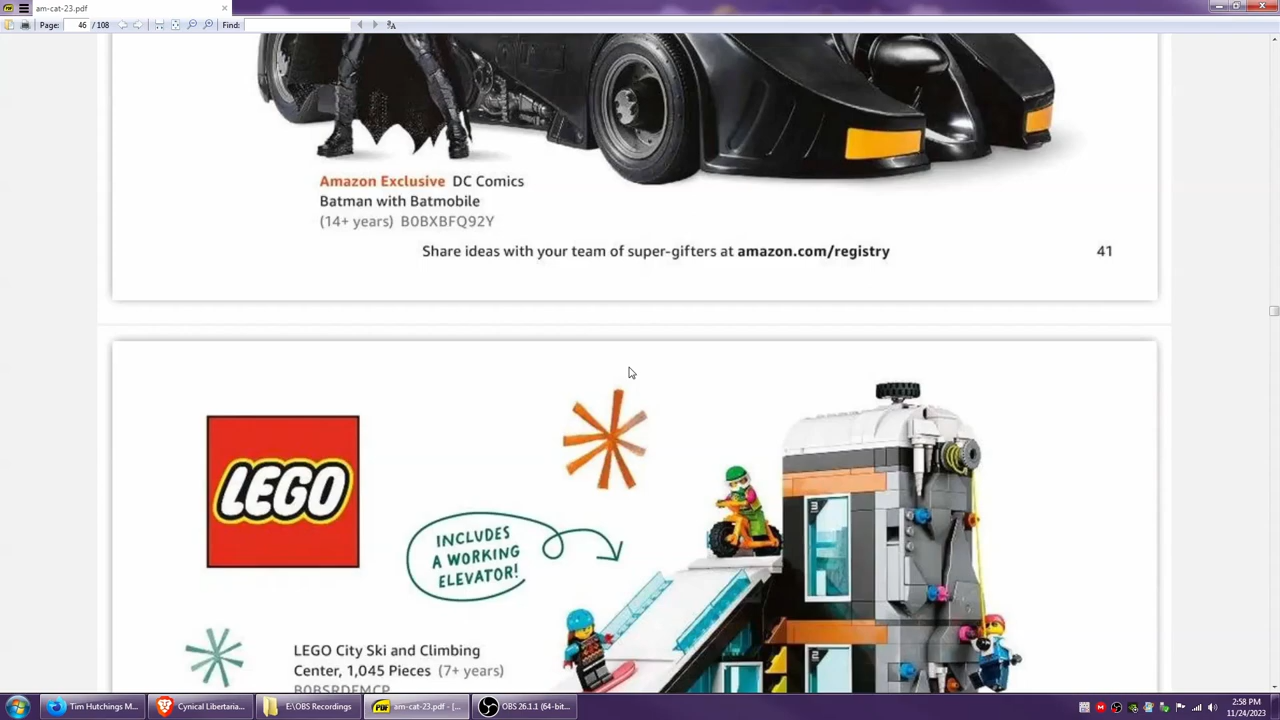 am-cat-23.pdf
Page: 46 / 108 Find:
Amazon Exclusive DC Comics
Batman with Batmobile
(14+ years) B0BXBFQ92Y
Share ideas with your team of super-gifters at amazon.com/registry 41
LEGO
INCLUDES
A WORKING
ELEVATOR!
3
LEGO City Ski and Climbing
Center, 1,045 Pieces (7+ years)
B0BSRDFMCP
2
Tim Hutchings M...
Cynical Libertaria...
E:\OBS Recordings
am-cat-23.pdf - [...
OBS 26.1.1 (64-bit...
2:58 PM
11/24/2023